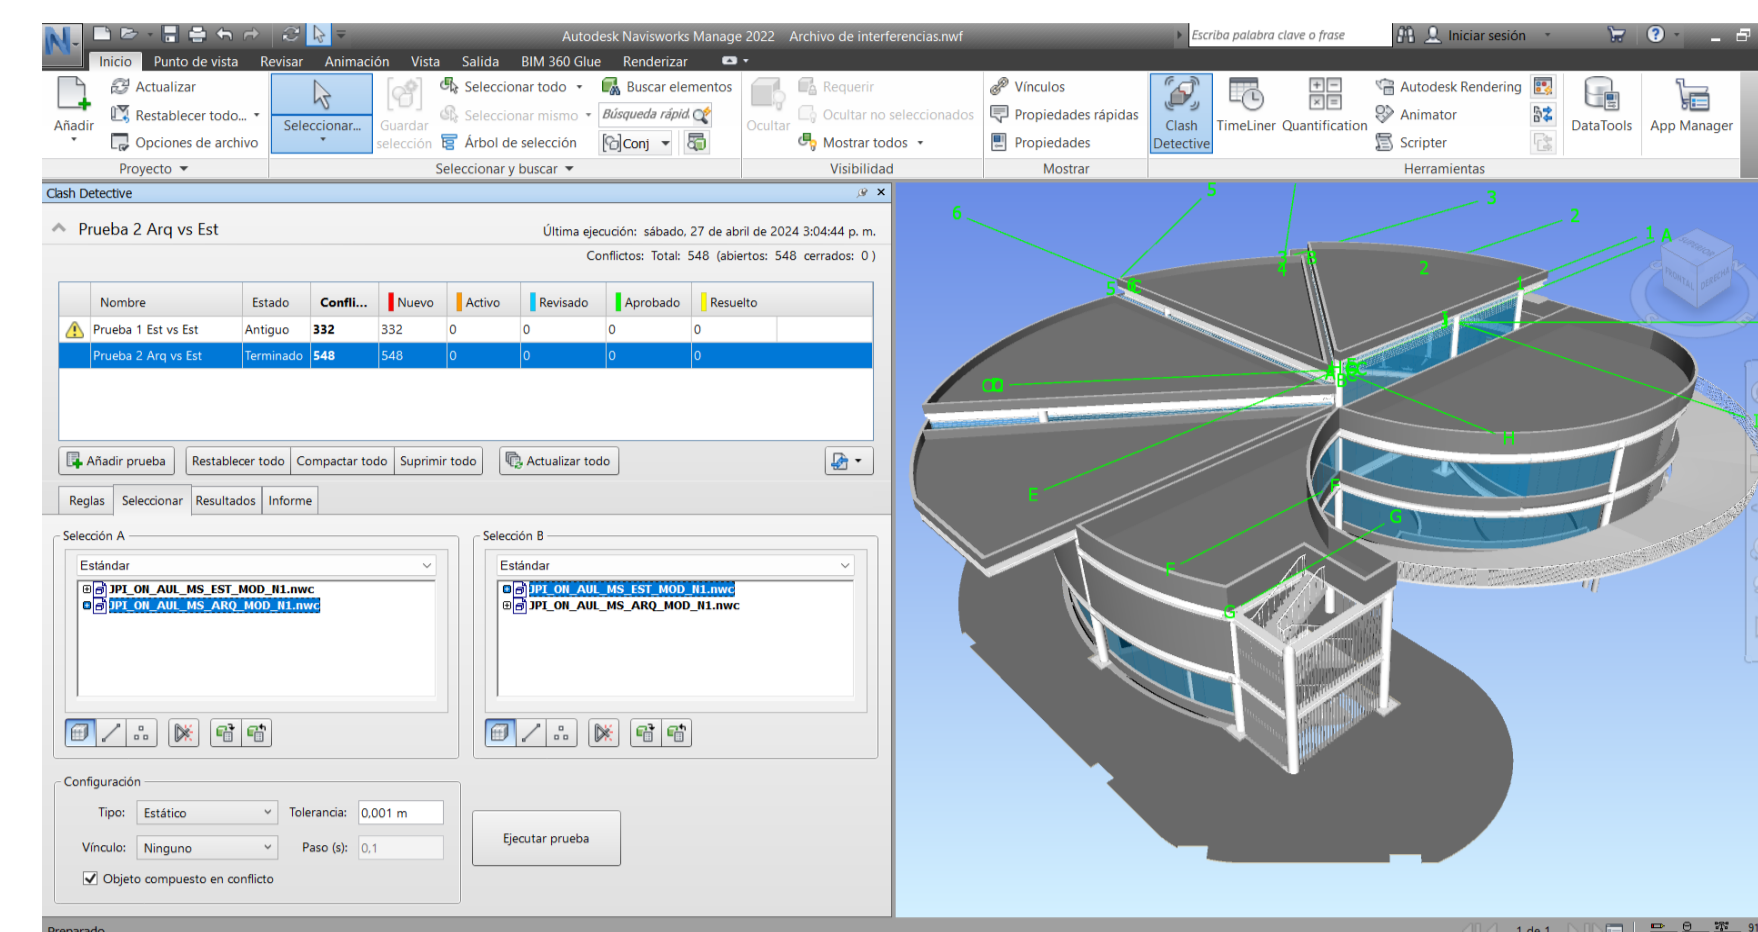 Autodesk Navisworks Manage 2022 Archivo de interferencias.nwf
Escriba palabra clave o frase
Iniciar sesión
Inicio Punto de vista Revisar Animación Vista Salida BIM 360 Glue Renderizar
Añadir
Actualizar
Restablecer todo...
Opciones de archivo
Proyecto
Seleccionar...
Guardar selección
Seleccionar todo
Seleccionar mismo
Árbol de selección
Buscar elementos
Búsqueda rápid
Conj
Seleccionar y buscar
Ocultar
Requerir
Ocultar no seleccionados
Mostrar todos
Visibilidad
Vínculos
Propiedades rápidas
Propiedades
Mostrar
Clash Detective
TimeLiner
Quantification
Autodesk Rendering
Animator
Scripter
DataTools
App Manager
Herramientas
Clash Detective
Prueba 2 Arq vs Est
Última ejecución: sábado, 27 de abril de 2024 3:04:44 p. m.
Conflictos: Total: 548 (abiertos: 548 cerrados: 0)
Nombre Estado Confli... Nuevo Activo Revisado Aprobado Resuelto
Prueba 1 Est vs Est Antiguo 332 332 0 0 0 0
Prueba 2 Arq vs Est Terminado 548 548 0 0 0 0
Añadir prueba Restablecer todo Compactar todo Suprimir todo Actualizar todo
Reglas Seleccionar Resultados Informe
Selección A
Estándar
JPI_ON_AUL_MS_EST_MOD_N1.nwc
JPI_ON_AUL_MS_ARQ_MOD_N1.nwc
Selección B
Estándar
JPI_ON_AUL_MS_EST_MOD_N1.nwc
JPI_ON_AUL_MS_ARQ_MOD_N1.nwc
Configuración
Tipo: Estático Tolerancia: 0,001 m
Vínculo: Ninguno Paso (s): 0,1
Objeto compuesto en conflicto
Ejecutar prueba
6
5
3
2
1 A
4
2
E
F
F
G
G
H
FRONTAL
Preparado
1 de 1